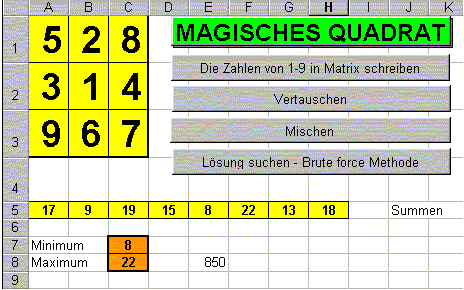 A B C D E F G H I J K
1 5 2 8 MAGISCHES QUADRAT
Die Zahlen von 1-9 in Matrix schreiben
2 3 1 4 Vertauschen
3 9 6 7 Mischen
Lösung suchen - Brute force Methode
4
5 17 9 19 15 8 22 13 18 Summen
6
7 Minimum 8
8 Maximum 22 850
9